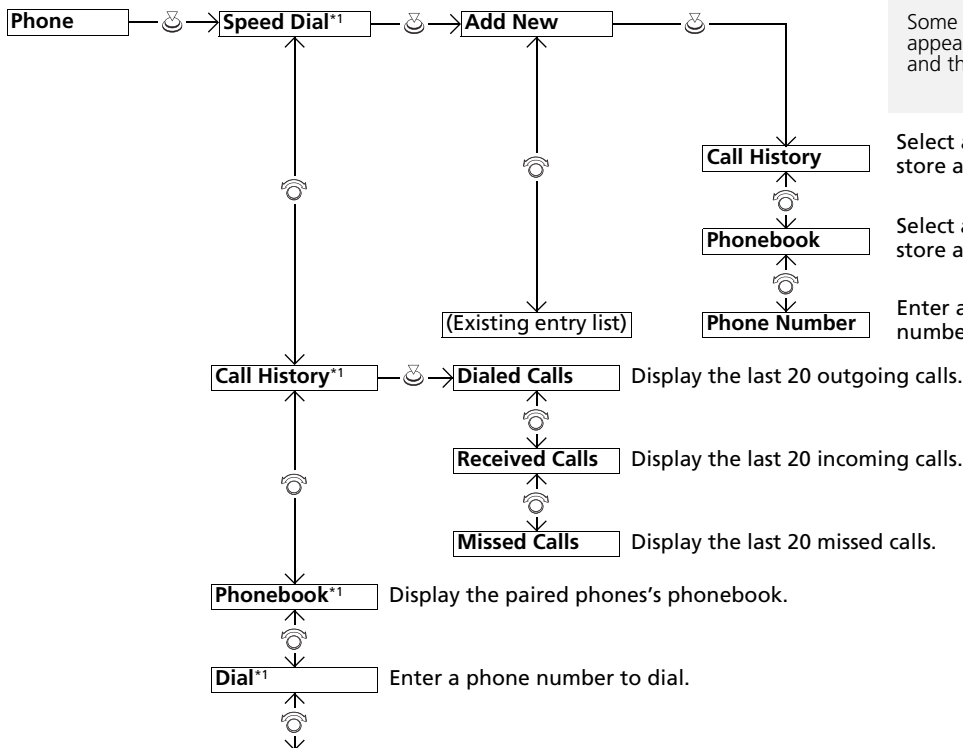 Phone
Speed Dial*1
Add New
Some
and th
Call History
Select
store
Phonebook
Select
store
(Existing entry list)
Phone Number
Enter
Call History*1
Dialed Calls
Display the last 20 outgoing calls.
Received Calls
Display the last 20 incoming calls.
Missed Calls
Display the last 20 missed calls.
Phonebook*1
Display the paired phones's phonebook.
Dial*1
Enter a phone number to dial.